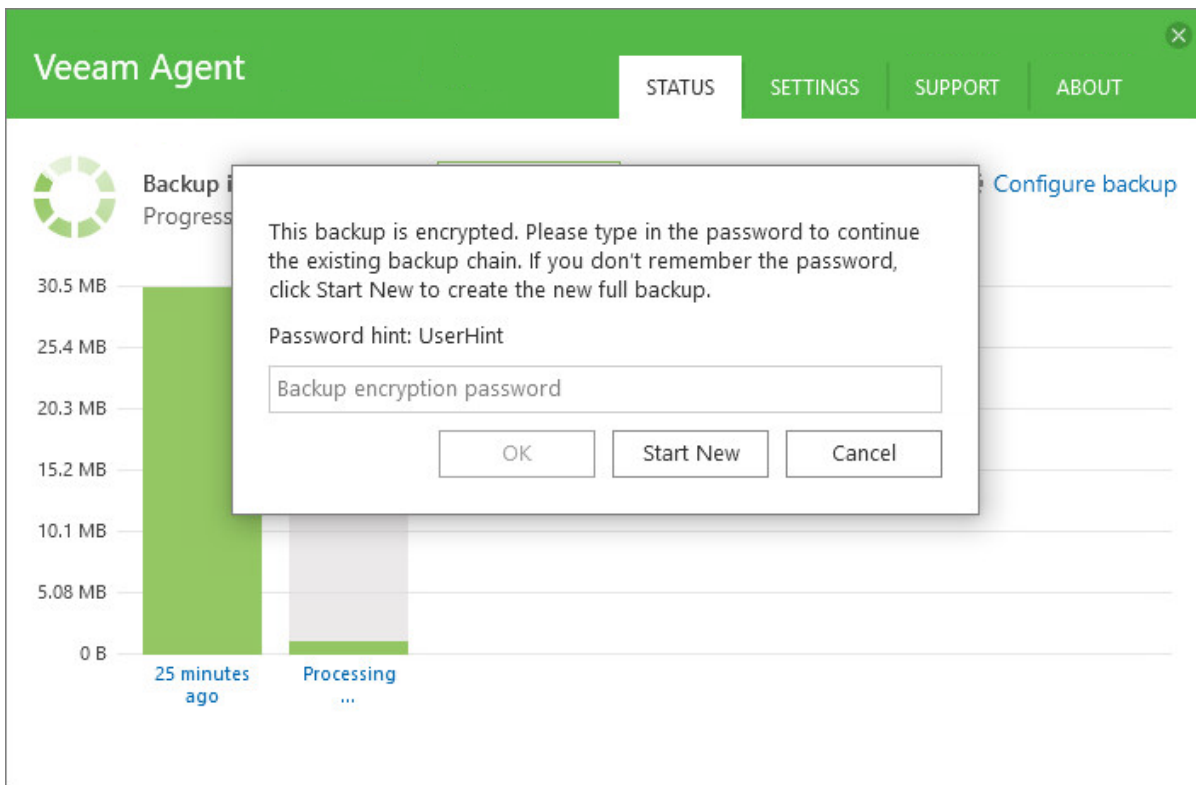 Veeam Agent
STATUS
SETTINGS
SUPPORT
ABOUT
Backup
Progress
Configure backup
This backup is encrypted. Please type in the password to continue
the existing backup chain. If you don't remember the password,
click Start New to create the new full backup.
Password hint: UserHint
Backup encryption password
OK
Start New
Cancel
30.5 MB
25.4 MB
20.3 MB
15.2 MB
10.1 MB
5.08 MB
0 B
25 minutes
ago
Processing
...